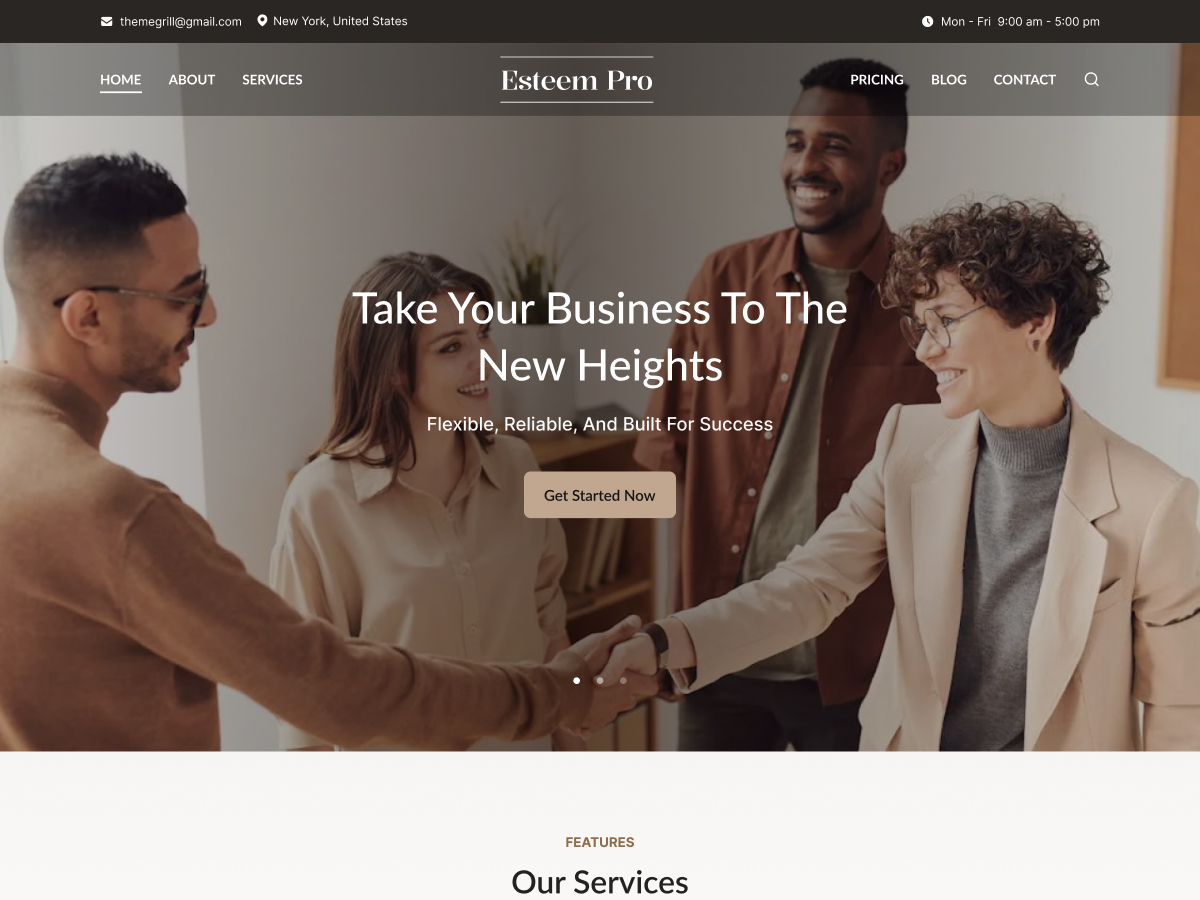 themegrill@gmail.com New York, United States Mon - Fri 9:00 am - 5:00 pm
HOME ABOUT SERVICES Esteem Pro PRICING BLOG CONTACT
Take Your Business To The
New Heights
Flexible, Reliable, And Built For Success
Get Started Now
FEATURES
Our Services